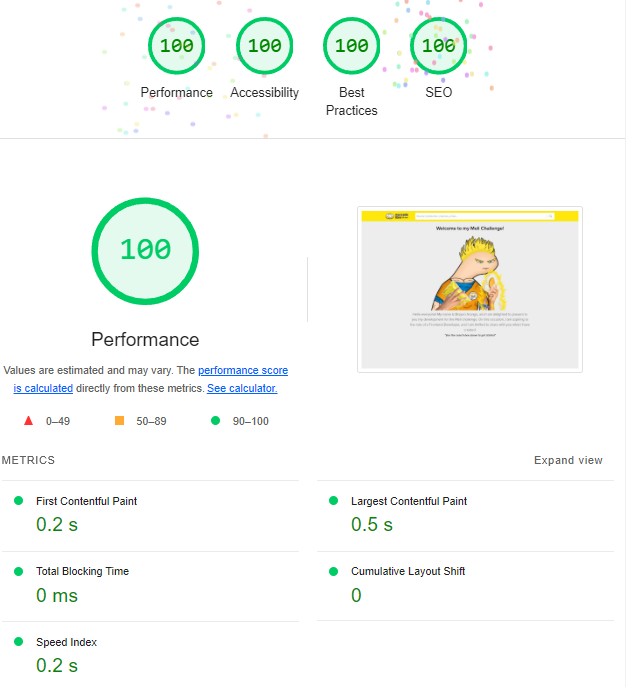 100 100 100 100
Performance Accessibility Best Practices SEO
100
Performance
Values are estimated and may vary. The performance score
is calculated directly from these metrics. See calculator.
0–49 50–89 90–100
Welcome to my Meli Challenge!
METRICS Expand view
First Contentful Paint
0.2 s
Largest Contentful Paint
0.5 s
Total Blocking Time
0 ms
Cumulative Layout Shift
0
Speed Index
0.2 s